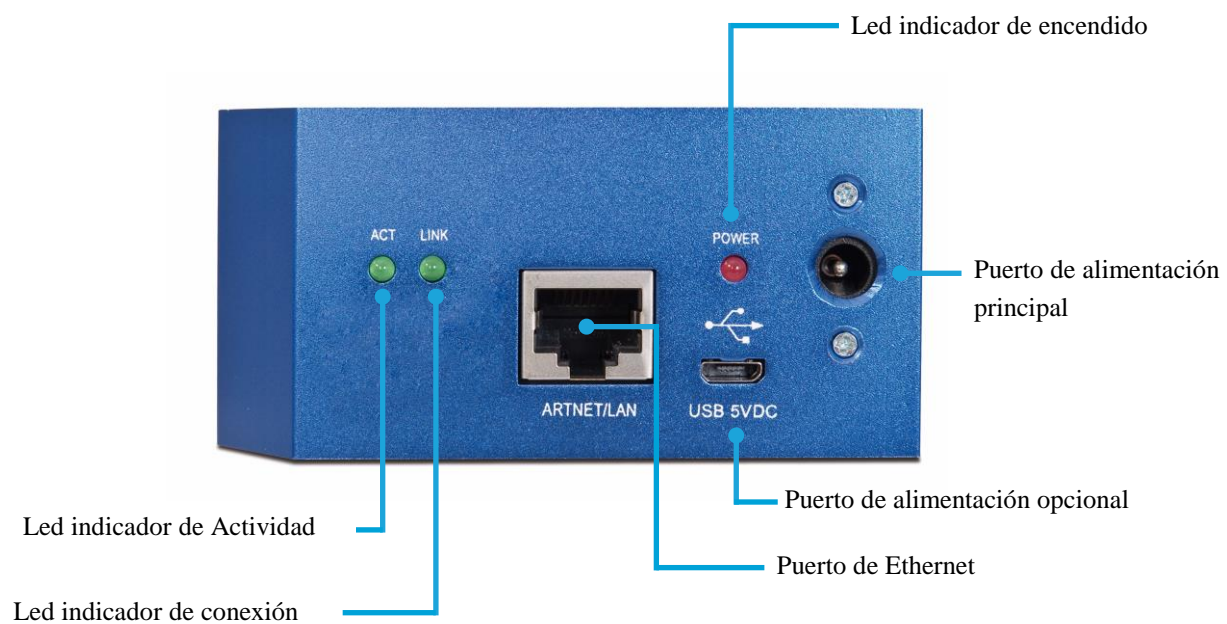 Led indicador de encendido
ACT LINK
POWER
Puerto de alimentación
principal
ARTNET/LAN
USB 5VDC
Puerto de alimentación opcional
Led indicador de Actividad
Puerto de Ethernet
Led indicador de conexión